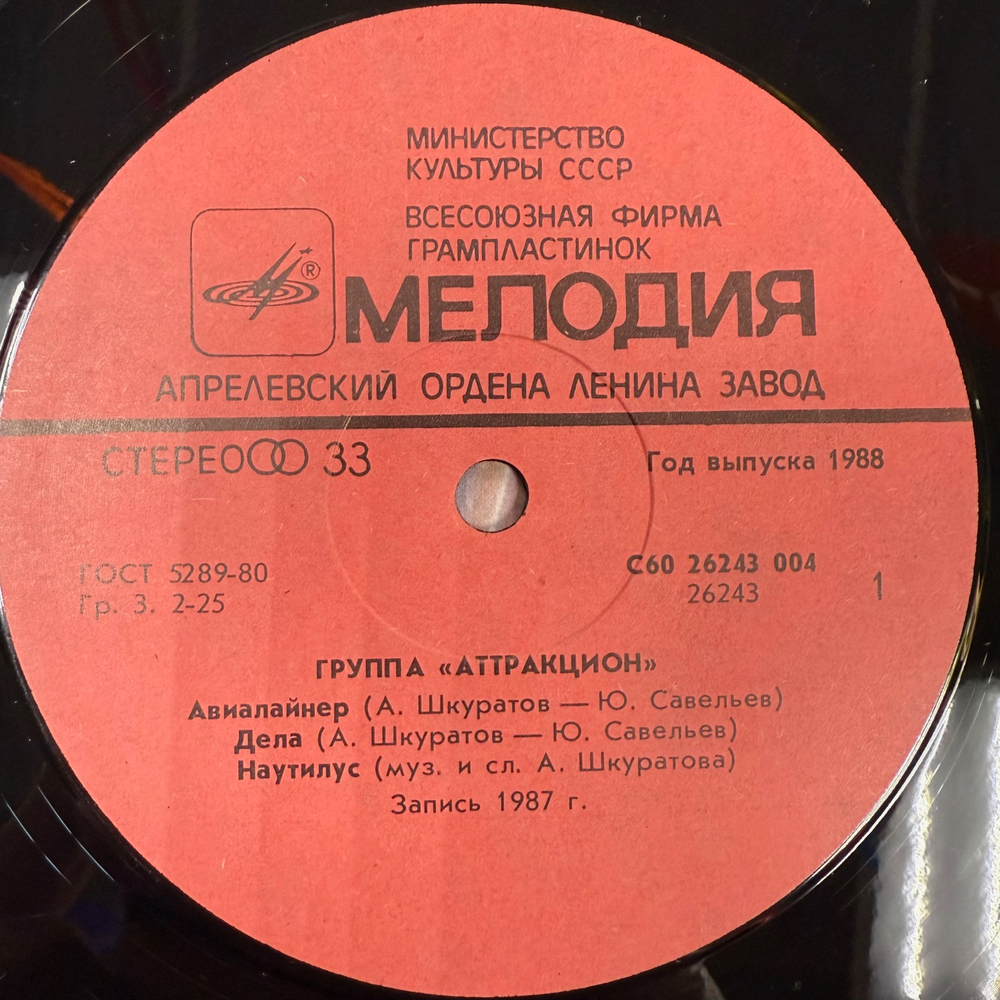 МИНИСТЕРСТВО
КУЛЬТУРЫ СССР
ВСЕСОЮЗНАЯ ФИРМА
ГРАМПЛАСТИНОК
®
МЕЛОДИЯ
АПРЕЛЕВСКИЙ ОРДЕНА ЛЕНИНА ЗАВОД
СТЕРЕО 33
Год выпуска 1988
ГОСТ 5289-80
Гр. 3. 2-25
С60 26243 004
26243
1
ГРУППА «АТТРАКЦИОН»
Авиалайнер (А. Шкуратов — Ю. Савельев)
Дела (А. Шкуратов — Ю. Савельев)
Наутилус (муз. и сл. А. Шкуратова)
Запись 1987 г.